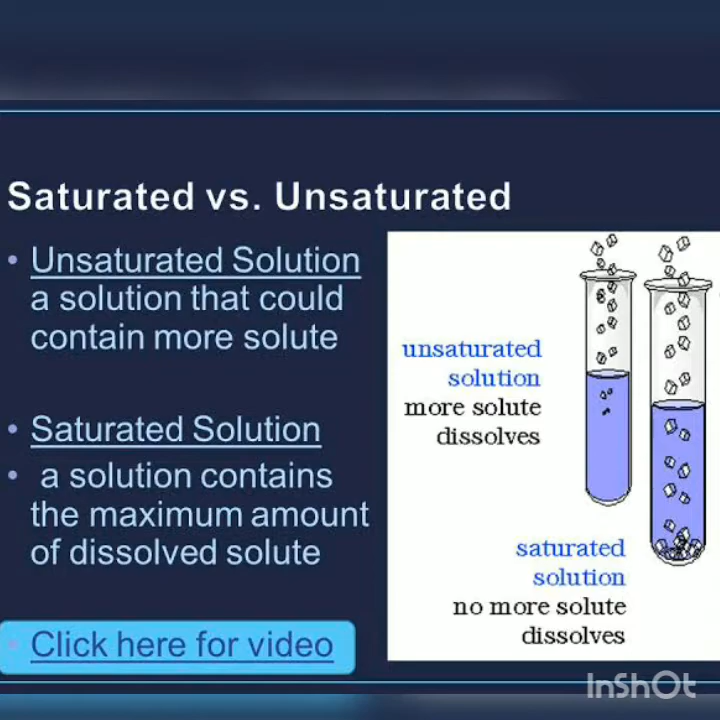 Saturated vs. Unsaturated
• Unsaturated Solution
a solution that could
contain more solute
• Saturated Solution
• a solution contains
the maximum amount
of dissolved solute
• Click here for video
unsaturated
solution
more solute
dissolves
saturated
solution
no more solute
dissolves
InShOt